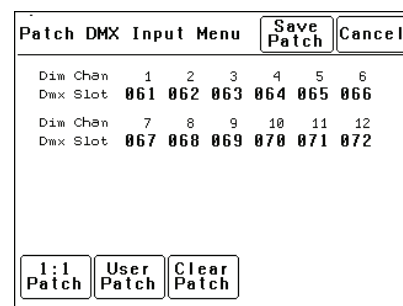 Patch DMX Input Menu
Save Patch
Cancel
Dim Chan 1 2 3 4 5 6
Dmx Slot 061 062 063 064 065 066
Dim Chan 7 8 9 10 11 12
Dmx Slot 067 068 069 070 071 072
1:1 Patch
User Patch
Clear Patch